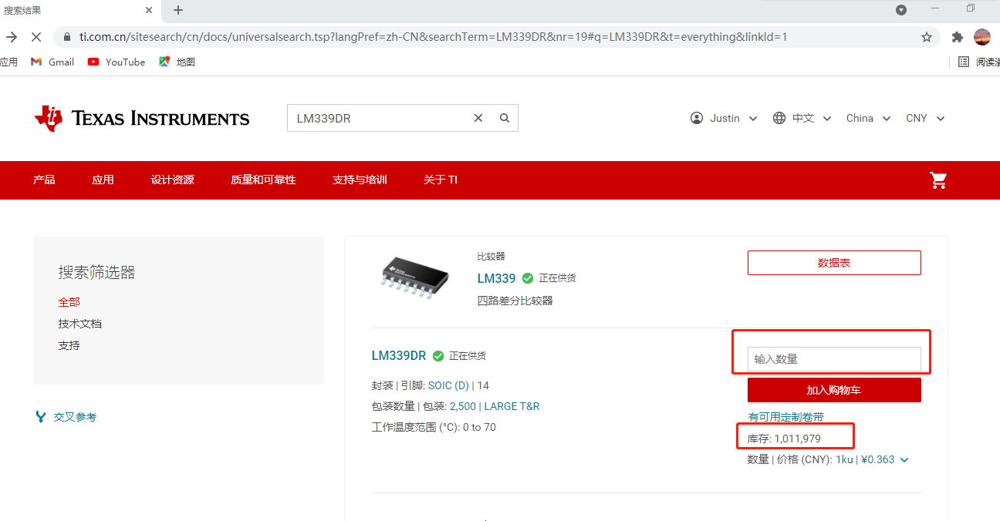 搜索结果
ti.com.cn/sitesearch/cn/docs/universalsearch.tsp?langPref=zh-CN&searchTerm=LM339DR&nr=19#q=LM339DR&t=everything&linkId=1
应用 Gmail YouTube 地图 阅读清
TEXAS INSTRUMENTS
LM339DR
Justin 中文 China CNY
产品 应用 设计资源 质量和可靠性 支持与培训 关于 TI
搜索筛选器
全部
技术文档
支持
交叉参考
比较器
LM339 正在供货
四路差分比较器
数据表
LM339DR 正在供货
封装 | 引脚: SOIC (D) | 14
包装数量 | 包装: 2,500 | LARGE T&R
工作温度范围 (°C): 0 to 70
输入数量
加入购物车
有可用定制卷带
库存: 1,011,979
数量 | 价格 (CNY): 1ku | ¥0.363